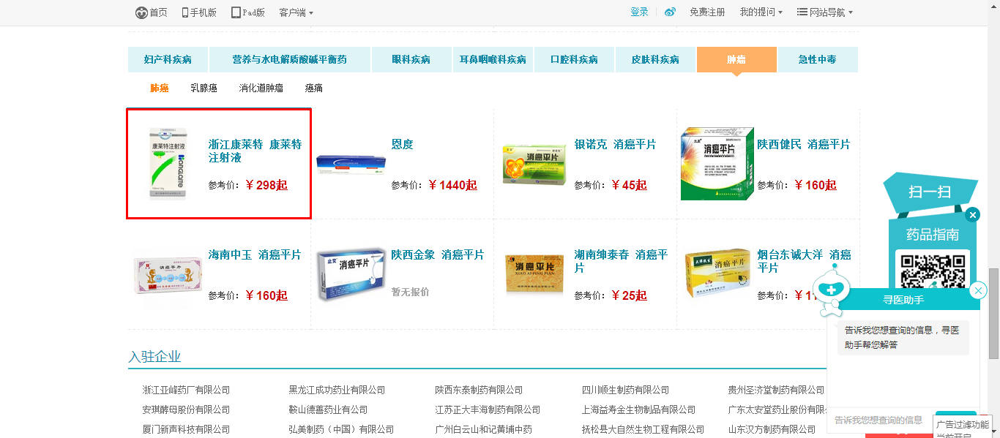 首页 手机版 Pad版 客户端 登录 免费注册 我的提问 网站导航
妇产科疾病 营养与水电解质酸碱平衡药 眼科疾病 耳鼻咽喉科疾病 口腔科疾病 皮肤科疾病 肿瘤 急性中毒
肺癌 乳腺癌 消化道肿瘤 癌痛
康莱特注射液
浙江康莱特 康莱特
注射液
参考价：￥298起
恩度
参考价：￥1440起
消癌平片
银诺克 消癌平片
参考价：￥45起
消癌平片
陕西健民 消癌平片
参考价：￥160起
消癌平片
海南中玉 消癌平片
参考价：￥160起
消癌平片
陕西金象 消癌平片
暂无报价
消癌平片
XIAO AI PING PIAN
湖南绅泰春 消癌平
片
参考价：￥25起
消癌平片
烟台东诚大洋 消癌
平片
参考价：￥11
扫一扫
药品指南
寻医助手
告诉我您想查询的信息，寻医
助手帮您解答
告诉我您想查询的信息
广告过滤功能
当前开启
入驻企业
浙江亚峰药厂有限公司 黑龙江成功药业有限公司 陕西东泰制药有限公司 四川顺生制药有限公司 贵州圣济堂制药有限公司
安琪酵母股份有限公司 鞍山德善药业有公司 江苏正大丰海制药有限公司 上海益寿金生物制品有限公司 广东太安堂药业股份有限
厦门新声科技有限公司 弘美制药（中国）有限公司 广州白云山和记黄埔中药 抚松县大自然生物工程有限公司 山东汉方制药有限公司